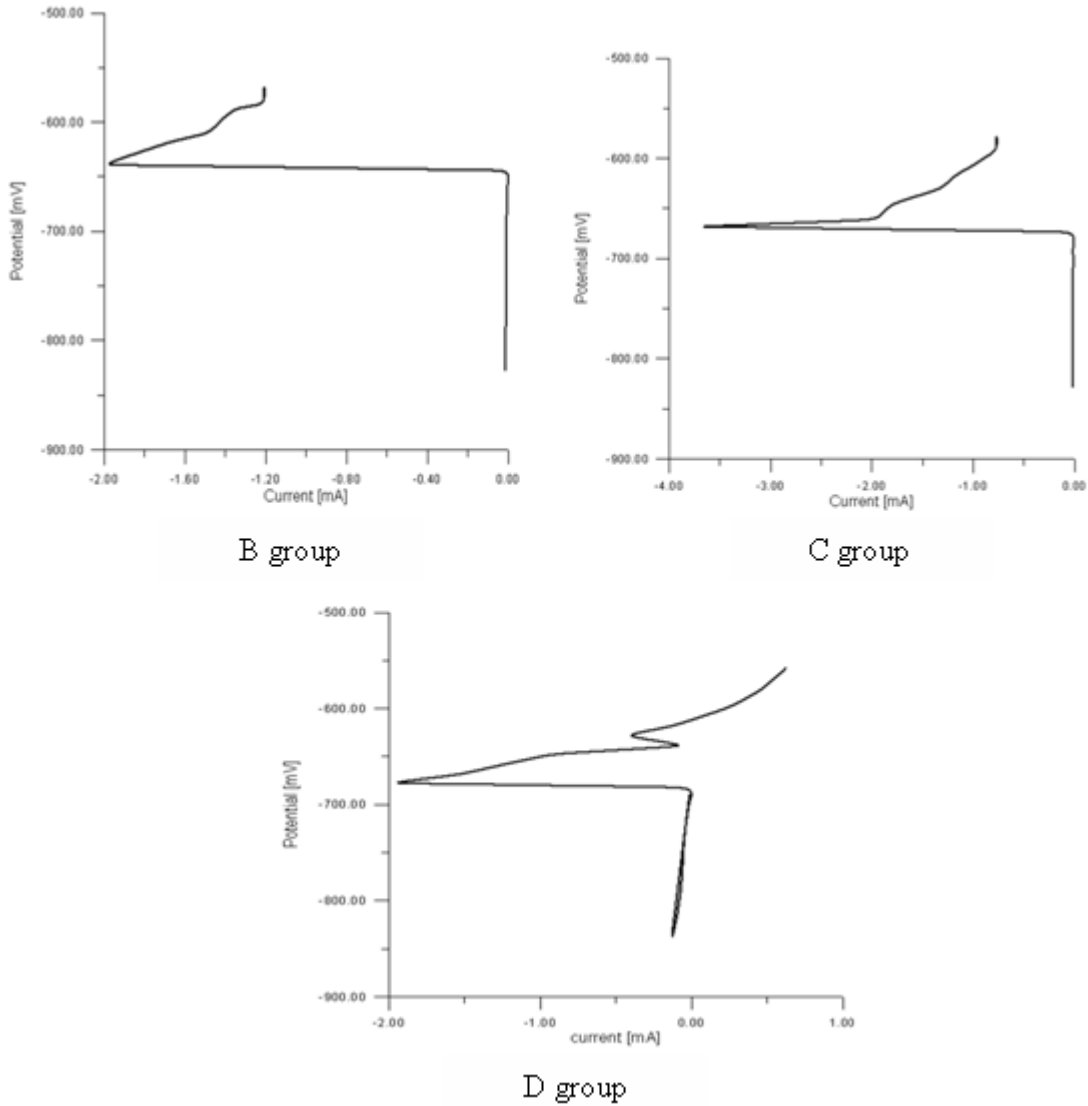 -500.00
-600.00
-700.00
-800.00
-900.00
Potential [mV]
-2.00 -1.60 -1.20 -0.80 -0.40 0.00
Current [mA]
B group
-500.00
-600.00
-700.00
-800.00
-900.00
Potential [mV]
-4.00 -3.00 -2.00 -1.00 0.00
Current [mA]
C group
-500.00
-600.00
-700.00
-800.00
-900.00
Potential [mV]
-2.00 -1.00 0.00 1.00
current [mA]
D group